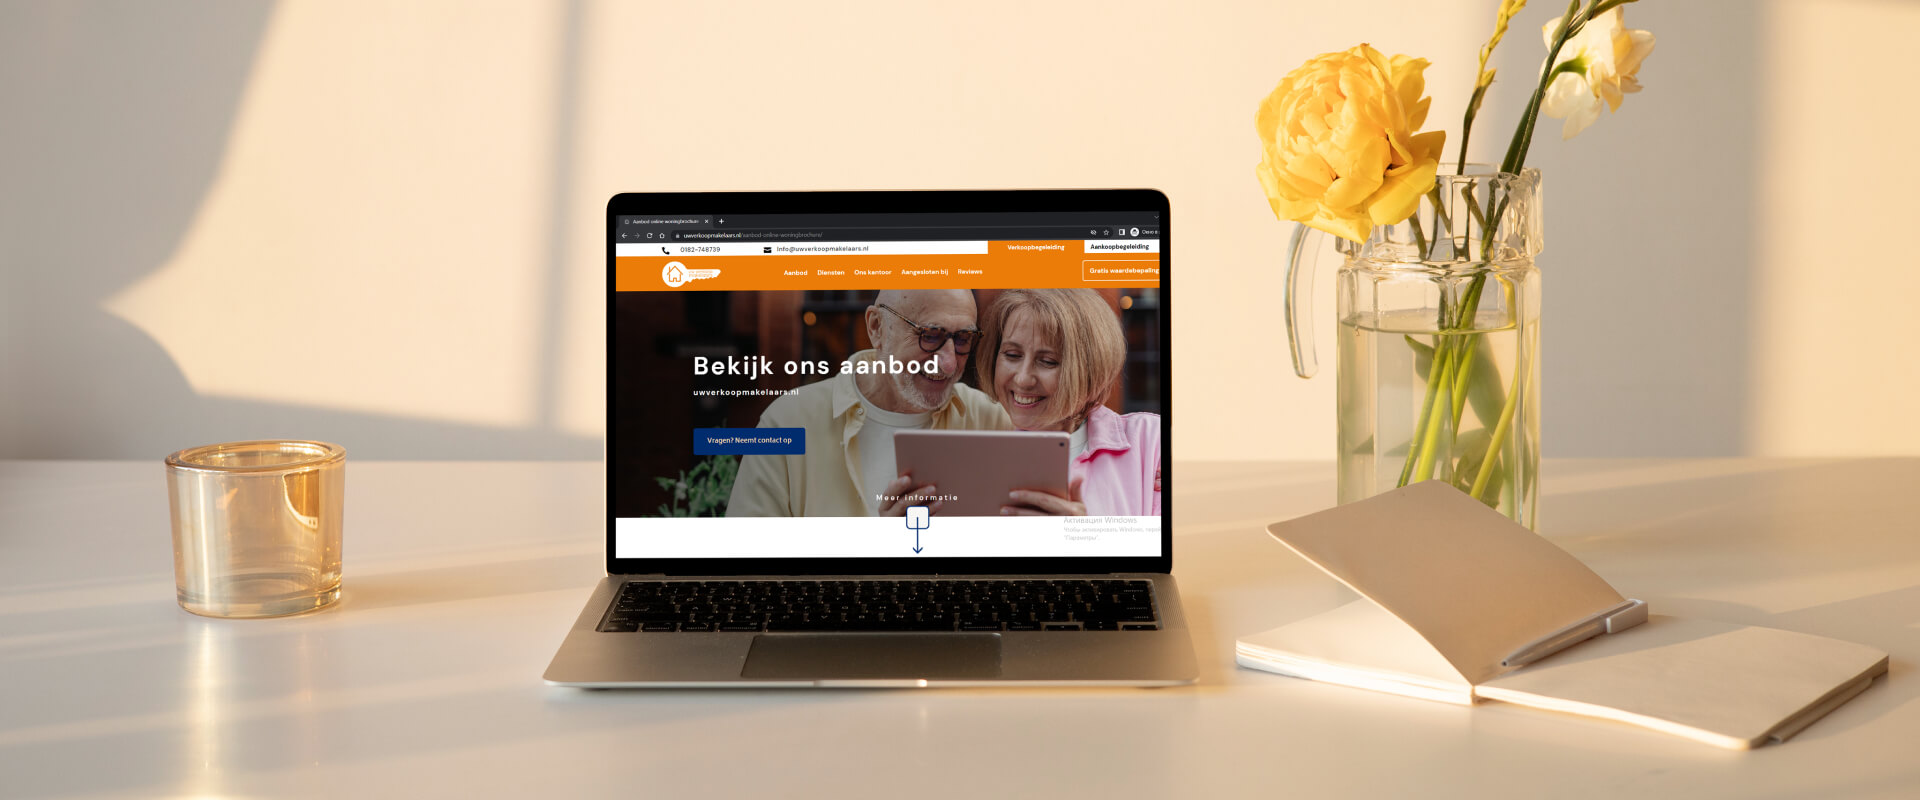 Aanbod online woningbrochure
uwverkoopmakelaars.nl/aanbod-online-woningbrochure/
0182-748739
info@uwverkoopmakelaars.nl
Verkoopbegeleiding
Aankoopbegeleiding
Aanbod Diensten Ons kantoor Aangesloten bij Reviews
Gratis waardebepaling
Bekijk ons aanbod
uwverkoopmakelaars.nl
Vragen? Neemt contact op
Meer informatie
Активация Windows
Чтобы активировать Windows,
"Параметры".